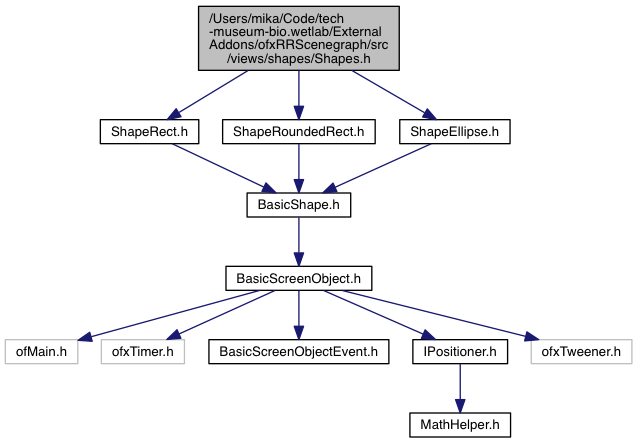 /Users/mika/Code/tech
-museum-bio.wetlab/External
Addons/ofxRRScenegraph/src
/views/shapes/Shapes.h
ShapeRect.h
ShapeRoundedRect.h
ShapeEllipse.h
BasicShape.h
BasicScreenObject.h
ofMain.h
ofxTimer.h
BasicScreenObjectEvent.h
IPositioner.h
ofxTweener.h
MathHelper.h